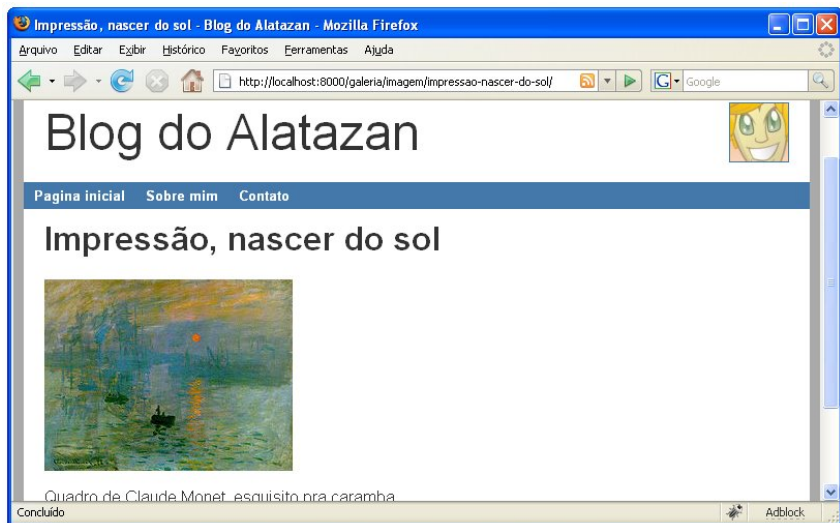 Impressão, nascer do sol - Blog do Alatazan - Mozilla Firefox
Arquivo Editar Exibir Histórico Favoritos Ferramentas Ajuda
http://localhost:8000/galeria/imagem/impressao-nascer-do-sol/ G Google
Blog do Alatazan
Pagina inicial Sobre mim Contato
Impressão, nascer do sol
Quadro de Claude Monet, esquisito pra caramba
Concluído Adblock